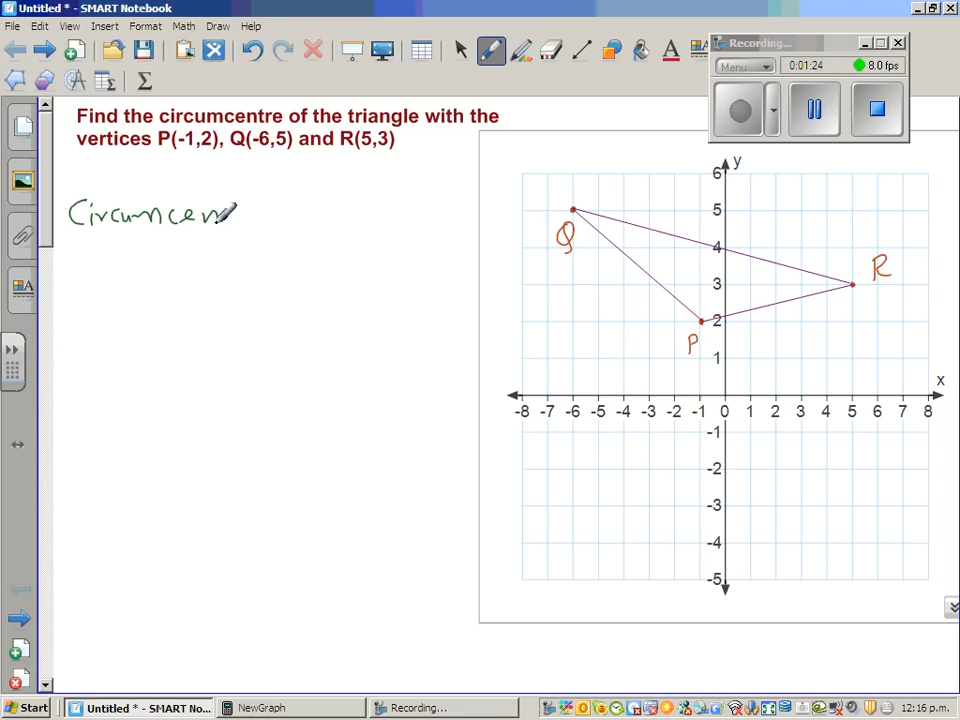 Untitled * - SMART Notebook
File Edit View Insert Format Math Draw Help
Recording...
Menu 0:01:24 8.0 fps
Find the circumcentre of the triangle with the
vertices P(-1,2), Q(-6,5) and R(5,3)
Circumcen
y
6
5
4
3
2
1
Q
R
P
x
-8 -7 -6 -5 -4 -3 -2 -1 0 1 2 3 4 5 6 7 8
-1
-2
-3
-4
-5
Start Untitled * - SMART No... NewGraph Recording... 12:16 p.m.